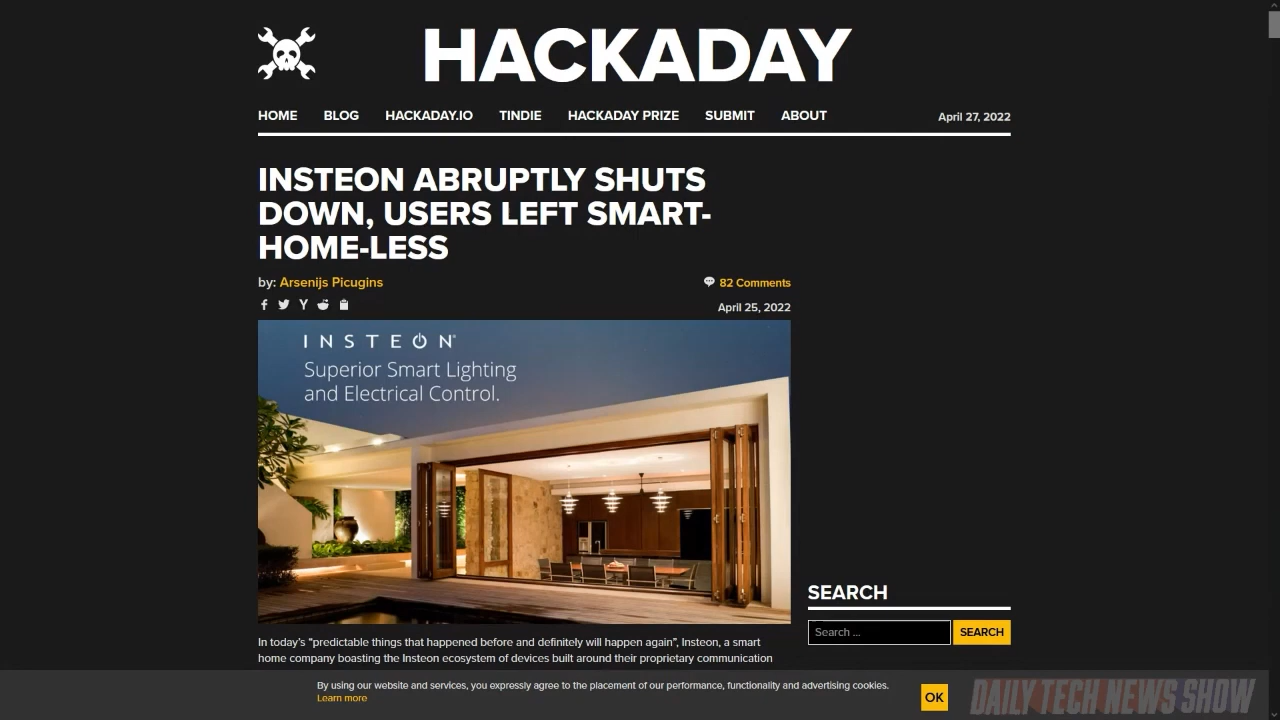 HACKADAY
HOME BLOG HACKADAY.IO TINDIE HACKADAY PRIZE SUBMIT ABOUT April 27, 2022
INSTEON ABRUPTLY SHUTS
DOWN, USERS LEFT SMART-
HOME-LESS
by: Arsenijs Picugins 82 Comments
April 25, 2022
INSTEON®
Superior Smart Lighting
and Electrical Control.
In today's "predictable things that happened before and definitely will happen again", Insteon, a smart
home company boasting the Insteon ecosystem of devices built around their proprietary communication
SEARCH
Search ... SEARCH
By using our website and services, you expressly agree to the placement of our performance, functionality and advertising cookies.
Learn more
OK
DAILY TECH NEWS SHOW